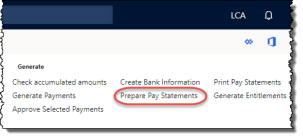 LCA
Generate
Check accumulated amounts Create Bank Information Print Pay Statements
Generate Payments Prepare Pay Statements Generate Entitlements
Approve Selected Payments